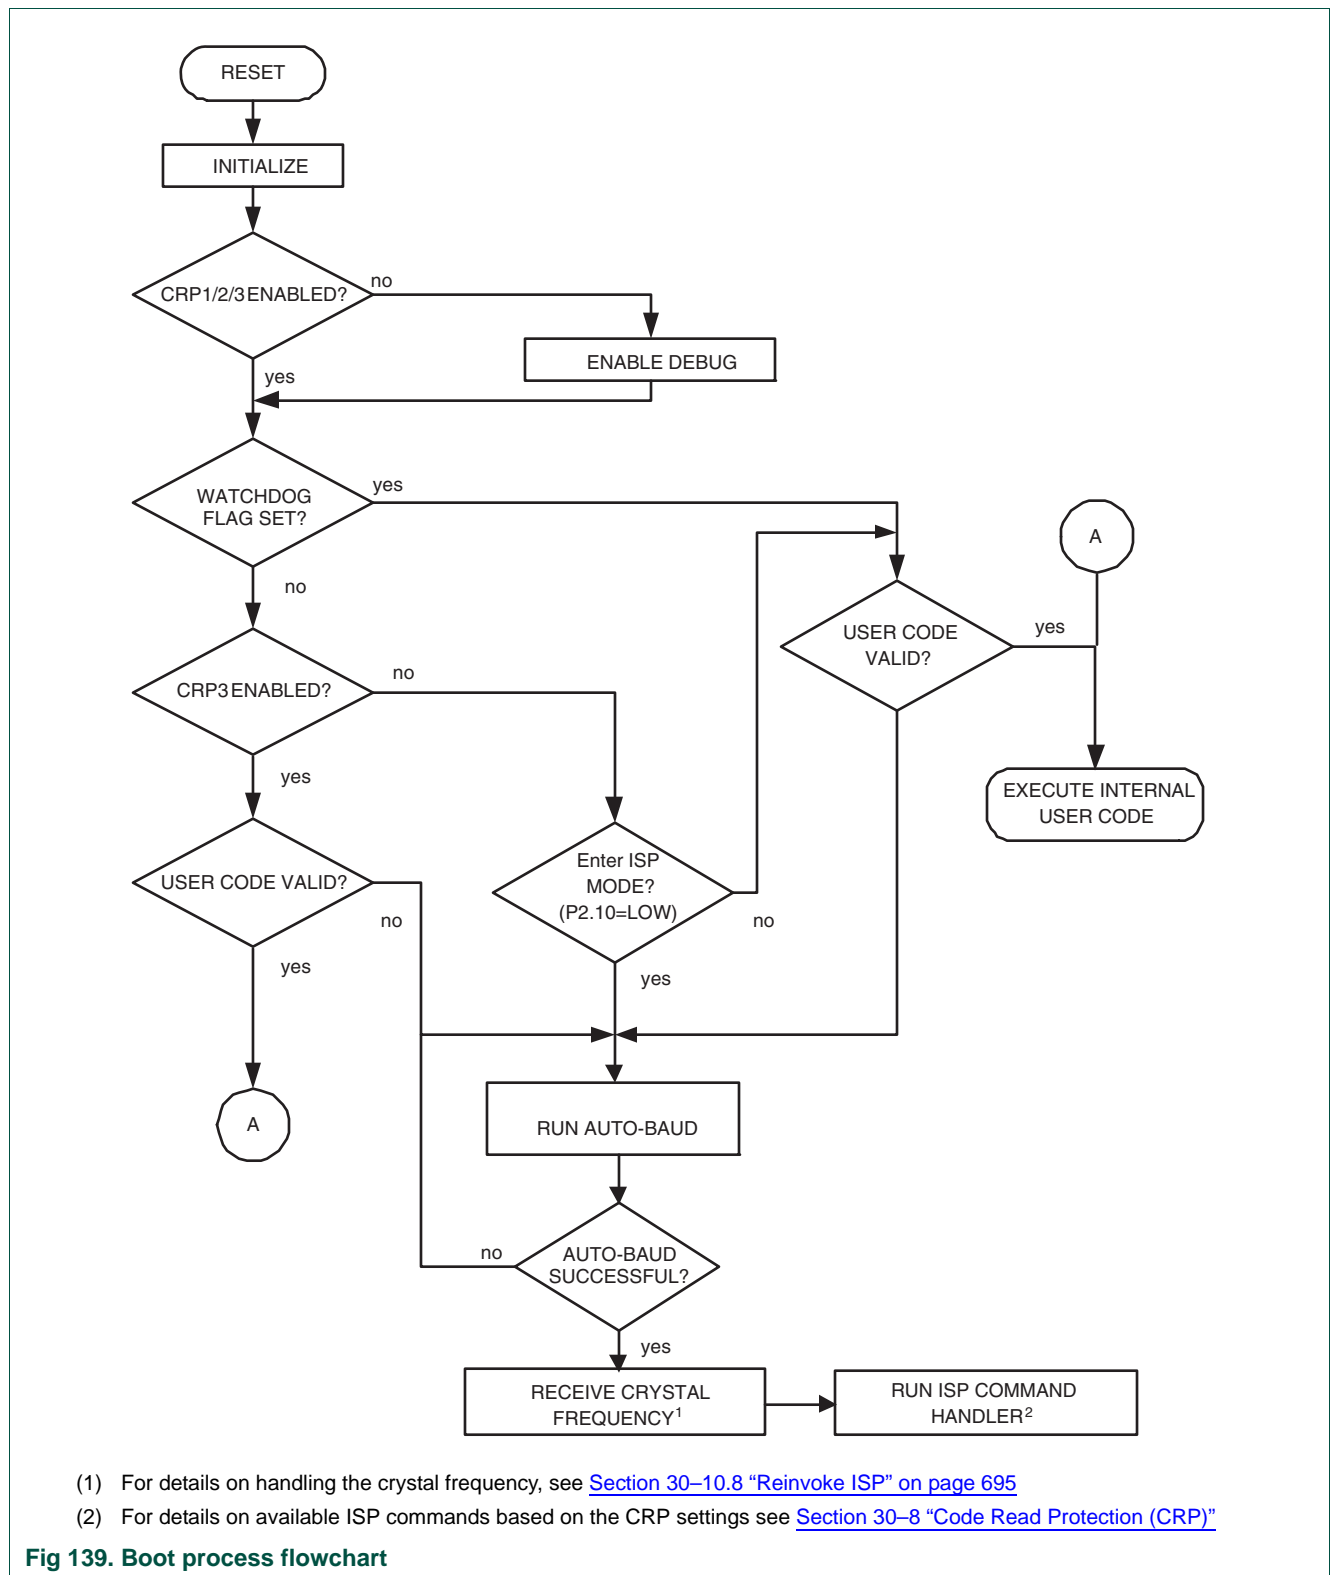 RESET
INITIALIZE
CRP1/2/3 ENABLED?
no
ENABLE DEBUG
yes
WATCHDOG
FLAG SET?
yes
no
A
USER CODE
VALID?
yes
CRP3 ENABLED?
no
yes
EXECUTE INTERNAL
USER CODE
USER CODE VALID?
no
yes
Enter ISP
MODE?
(P2.10=LOW)
no
yes
A
RUN AUTO-BAUD
AUTO-BAUD
SUCCESSFUL?
no
yes
RECEIVE CRYSTAL
FREQUENCY1
RUN ISP COMMAND
HANDLER2
(1) For details on handling the crystal frequency, see Section 30–10.8 “Reinvoke ISP” on page 695
(2) For details on available ISP commands based on the CRP settings see Section 30–8 “Code Read Protection (CRP)”
Fig 139. Boot process flowchart